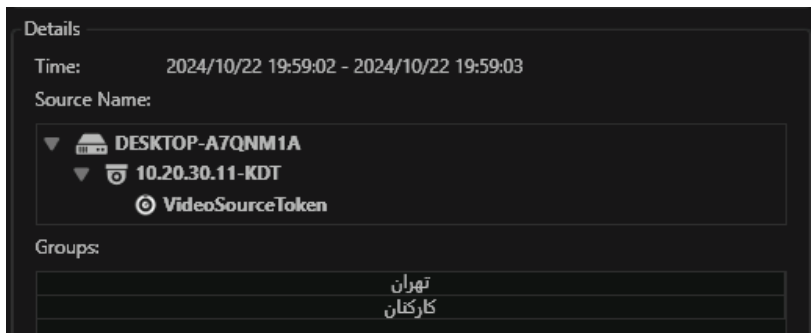 Details
Time: 2024/10/22 19:59:02 - 2024/10/22 19:59:03
Source Name:
DESKTOP-A7QNM1A
10.20.30.11-KDT
VideoSourceToken
Groups:
تهران
کارکنان